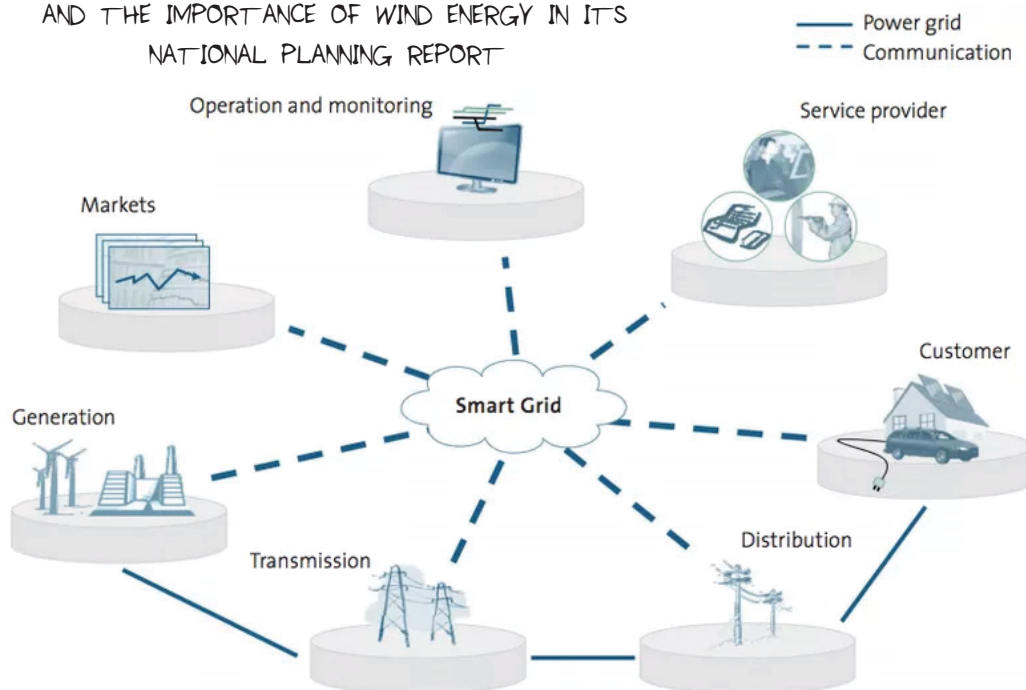 AND THE IMPORTANCE OF WIND ENERGY IN ITS
NATIONAL PLANNING REPORT
Power grid
Communication
Operation and monitoring
Service provider
Markets
Customer
Smart Grid
Generation
Transmission
Distribution